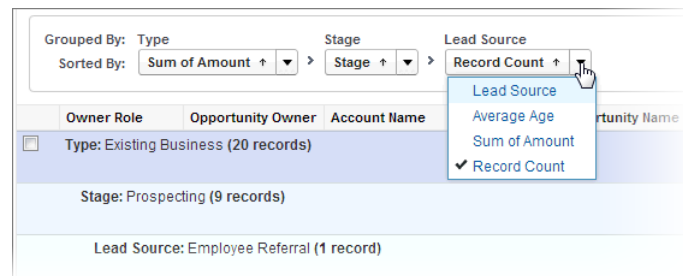 Grouped By: Type Stage Lead Source
Sorted By: Sum of Amount ↑ ▼ > Stage ↑ ▼ > Record Count ↑ ▼
Lead Source
Average Age
Sum of Amount
✔ Record Count
Owner Role Opportunity Owner Account Name rtunity Name
Type: Existing Business (20 records)
Stage: Prospecting (9 records)
Lead Source: Employee Referral (1 record)